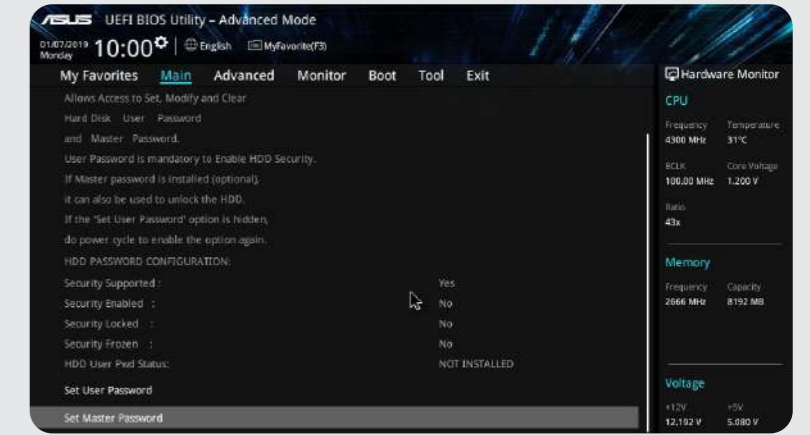 ASUS UEFI BIOS Utility – Advanced Mode
01/07/2019
Monday
10:00 English MyFavorite(F3)
My Favorites Main Advanced Monitor Boot Tool Exit
Allows Access to Set, Modify and Clear
Hard Disk User Password
and Master Password.
User Password is mandatory to Enable HDD Security.
If Master password is installed (optional),
it can also be used to unlock the HDD.
If the 'Set User Password' option is hidden,
do power cycle to enable the option again.
HDD PASSWORD CONFIGURATION:
Security Supported : Yes
Security Enabled : No
Security Locked : No
Security Frozen : No
HDD User Pwd Status: NOT INSTALLED
Set User Password
Set Master Password
Hardware Monitor
CPU
Frequency Temperature
4300 MHz 31°C
BCLK Core Voltage
100.00 MHz 1.200 V
Ratio
43x
Memory
Frequency Capacity
2666 MHz 8192 MB
Voltage
+12V +5V
12.192 V 5.080 V